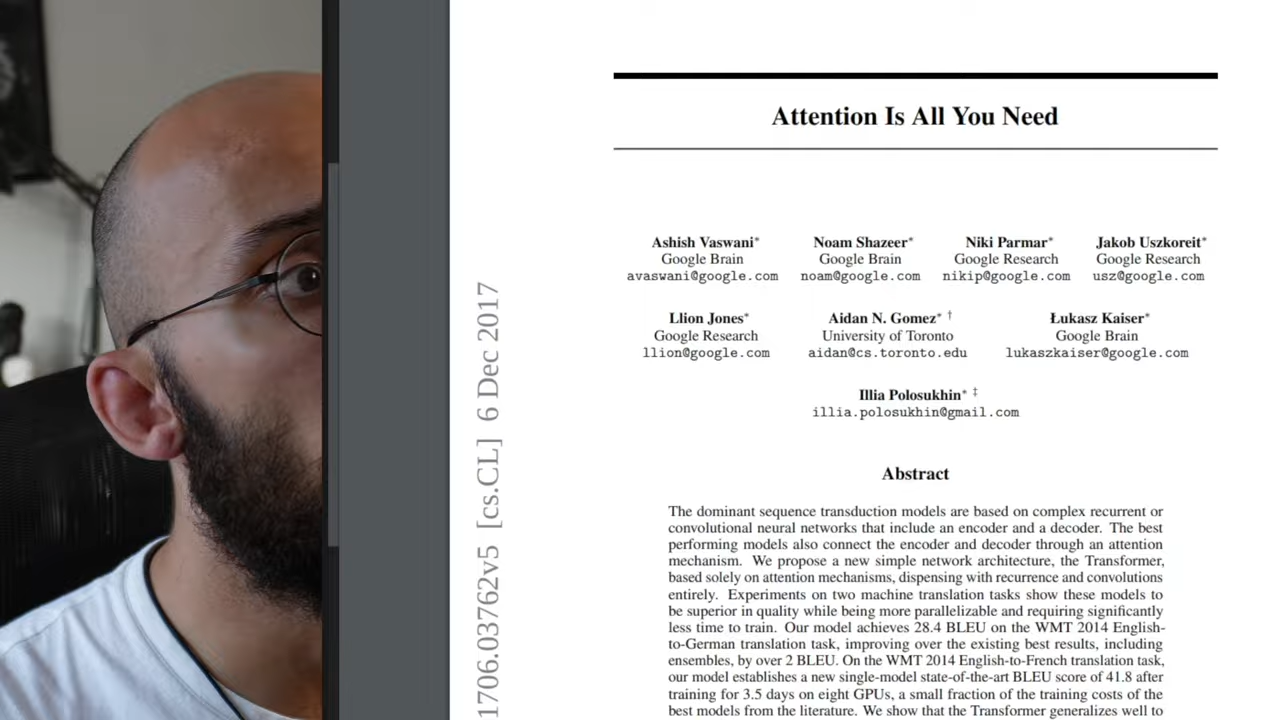 Attention Is All You Need
Ashish Vaswani* Noam Shazeer* Niki Parmar* Jakob Uszkoreit*
Google Brain Google Brain Google Research Google Research
avaswani@google.com noam@google.com nikip@google.com usz@google.com
Llion Jones* Aidan N. Gomez* † Łukasz Kaiser*
Google Research University of Toronto Google Brain
llion@google.com aidan@cs.toronto.edu lukaszkaiser@google.com
Illia Polosukhin* ‡
illia.polosukhin@gmail.com
Abstract
The dominant sequence transduction models are based on complex recurrent or
convolutional neural networks that include an encoder and a decoder. The best
performing models also connect the encoder and decoder through an attention
mechanism. We propose a new simple network architecture, the Transformer,
based solely on attention mechanisms, dispensing with recurrence and convolutions
entirely. Experiments on two machine translation tasks show these models to
be superior in quality while being more parallelizable and requiring significantly
less time to train. Our model achieves 28.4 BLEU on the WMT 2014 English-
to-German translation task, improving over the existing best results, including
ensembles, by over 2 BLEU. On the WMT 2014 English-to-French translation task,
our model establishes a new single-model state-of-the-art BLEU score of 41.8 after
training for 3.5 days on eight GPUs, a small fraction of the training costs of the
best models from the literature. We show that the Transformer generalizes well to
1706.03762v5 [cs.CL] 6 Dec 2017